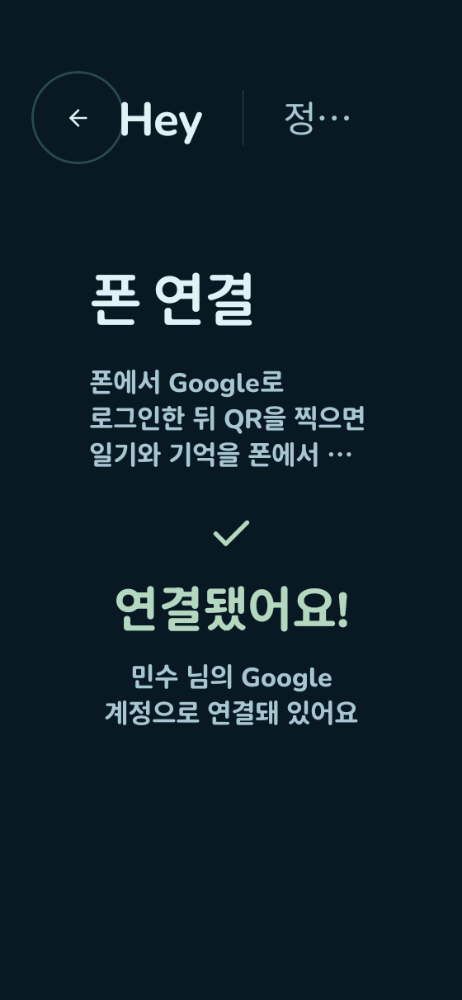 Hey 정…
폰 연결
폰에서 Google로
로그인한 뒤 QR을 찍으면
일기와 기억을 폰에서 …
연결됐어요!
민수 님의 Google
계정으로 연결돼 있어요